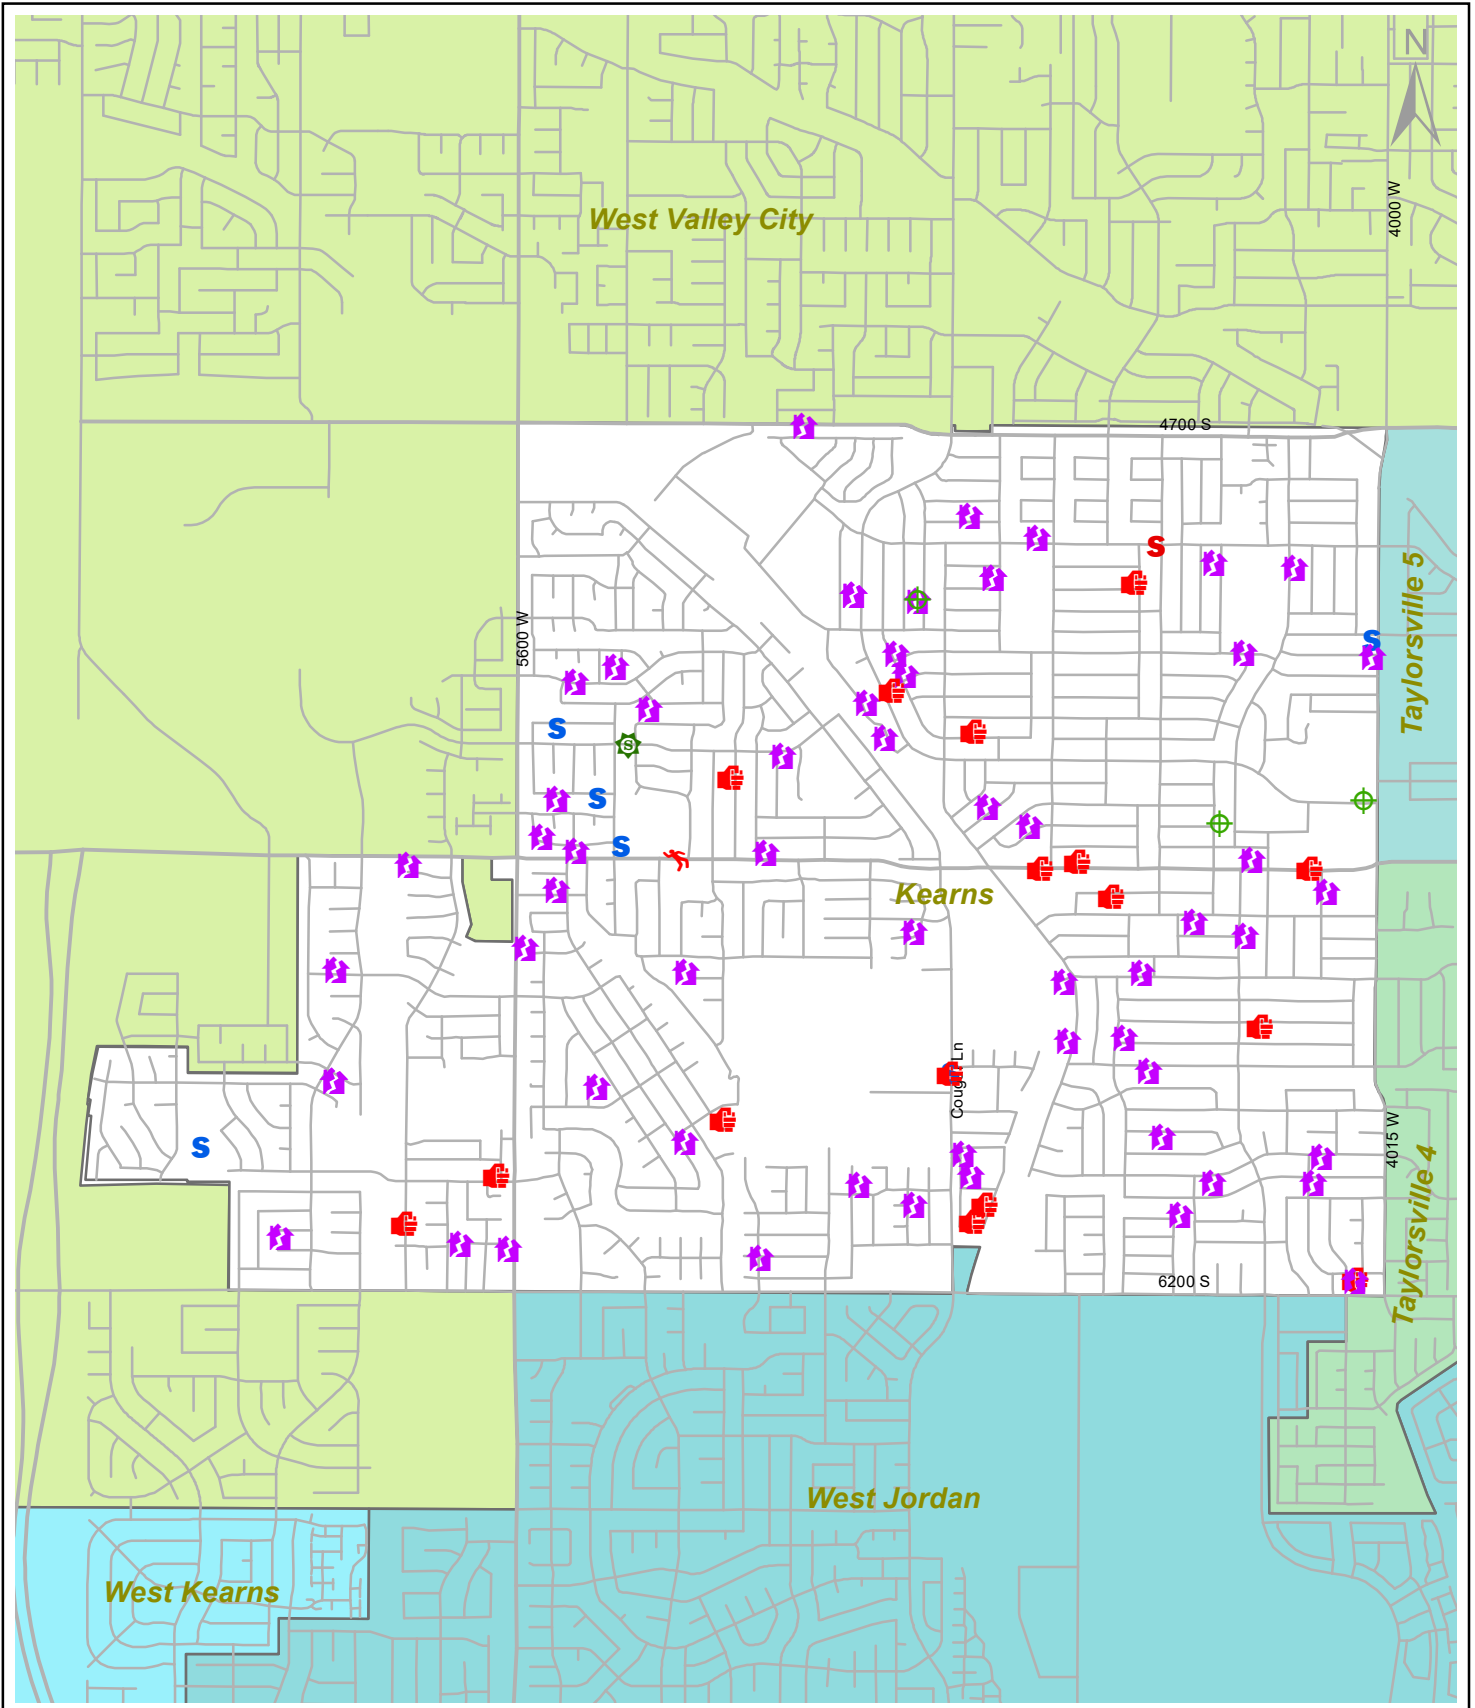 N
4000 W
West Valley City
4700 S
S
Taylorsville 5
5600 W
S
S
S
S
S
Kearns
Cougar Ln
S
4015 W
Taylorsville 4
6200 S
West Jordan
West Kearns